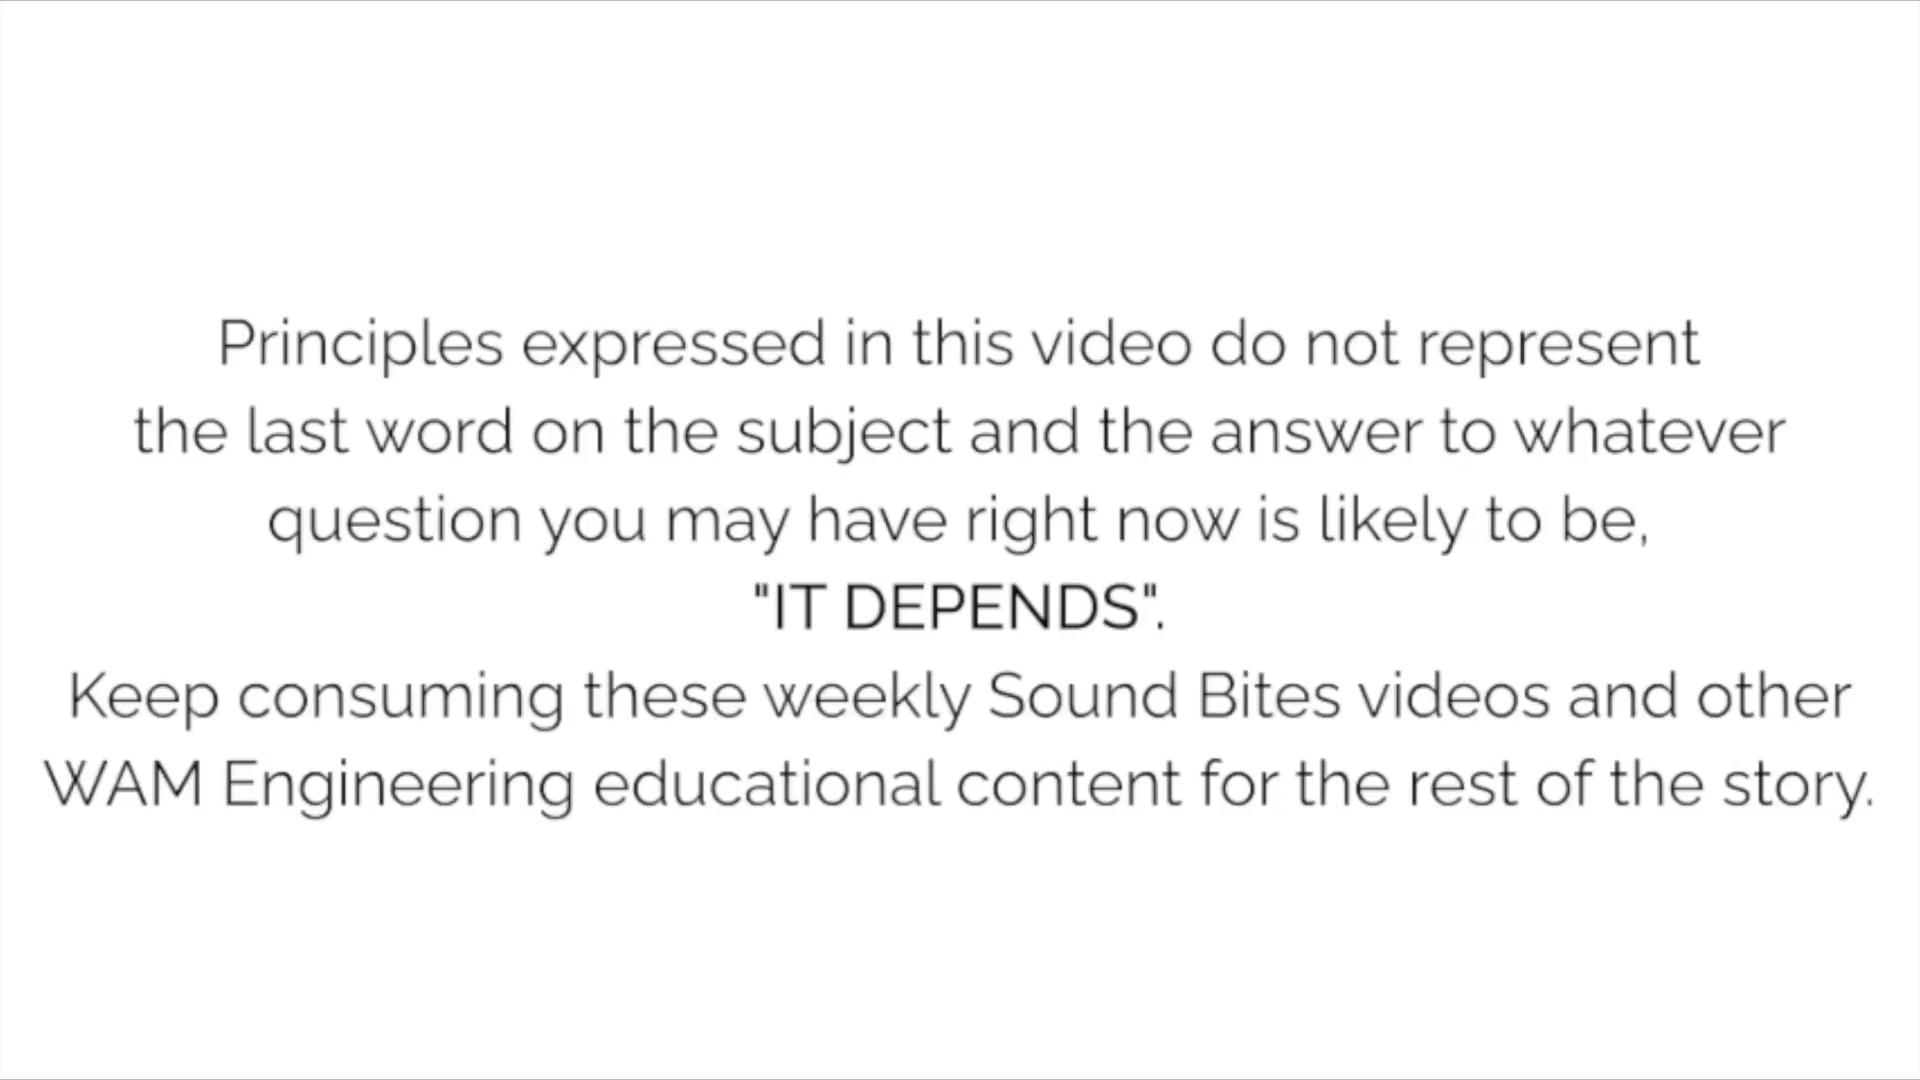 Principles expressed in this video do not represent
the last word on the subject and the answer to whatever
question you may have right now is likely to be,
"IT DEPENDS".
Keep consuming these weekly Sound Bites videos and other
WAM Engineering educational content for the rest of the story.